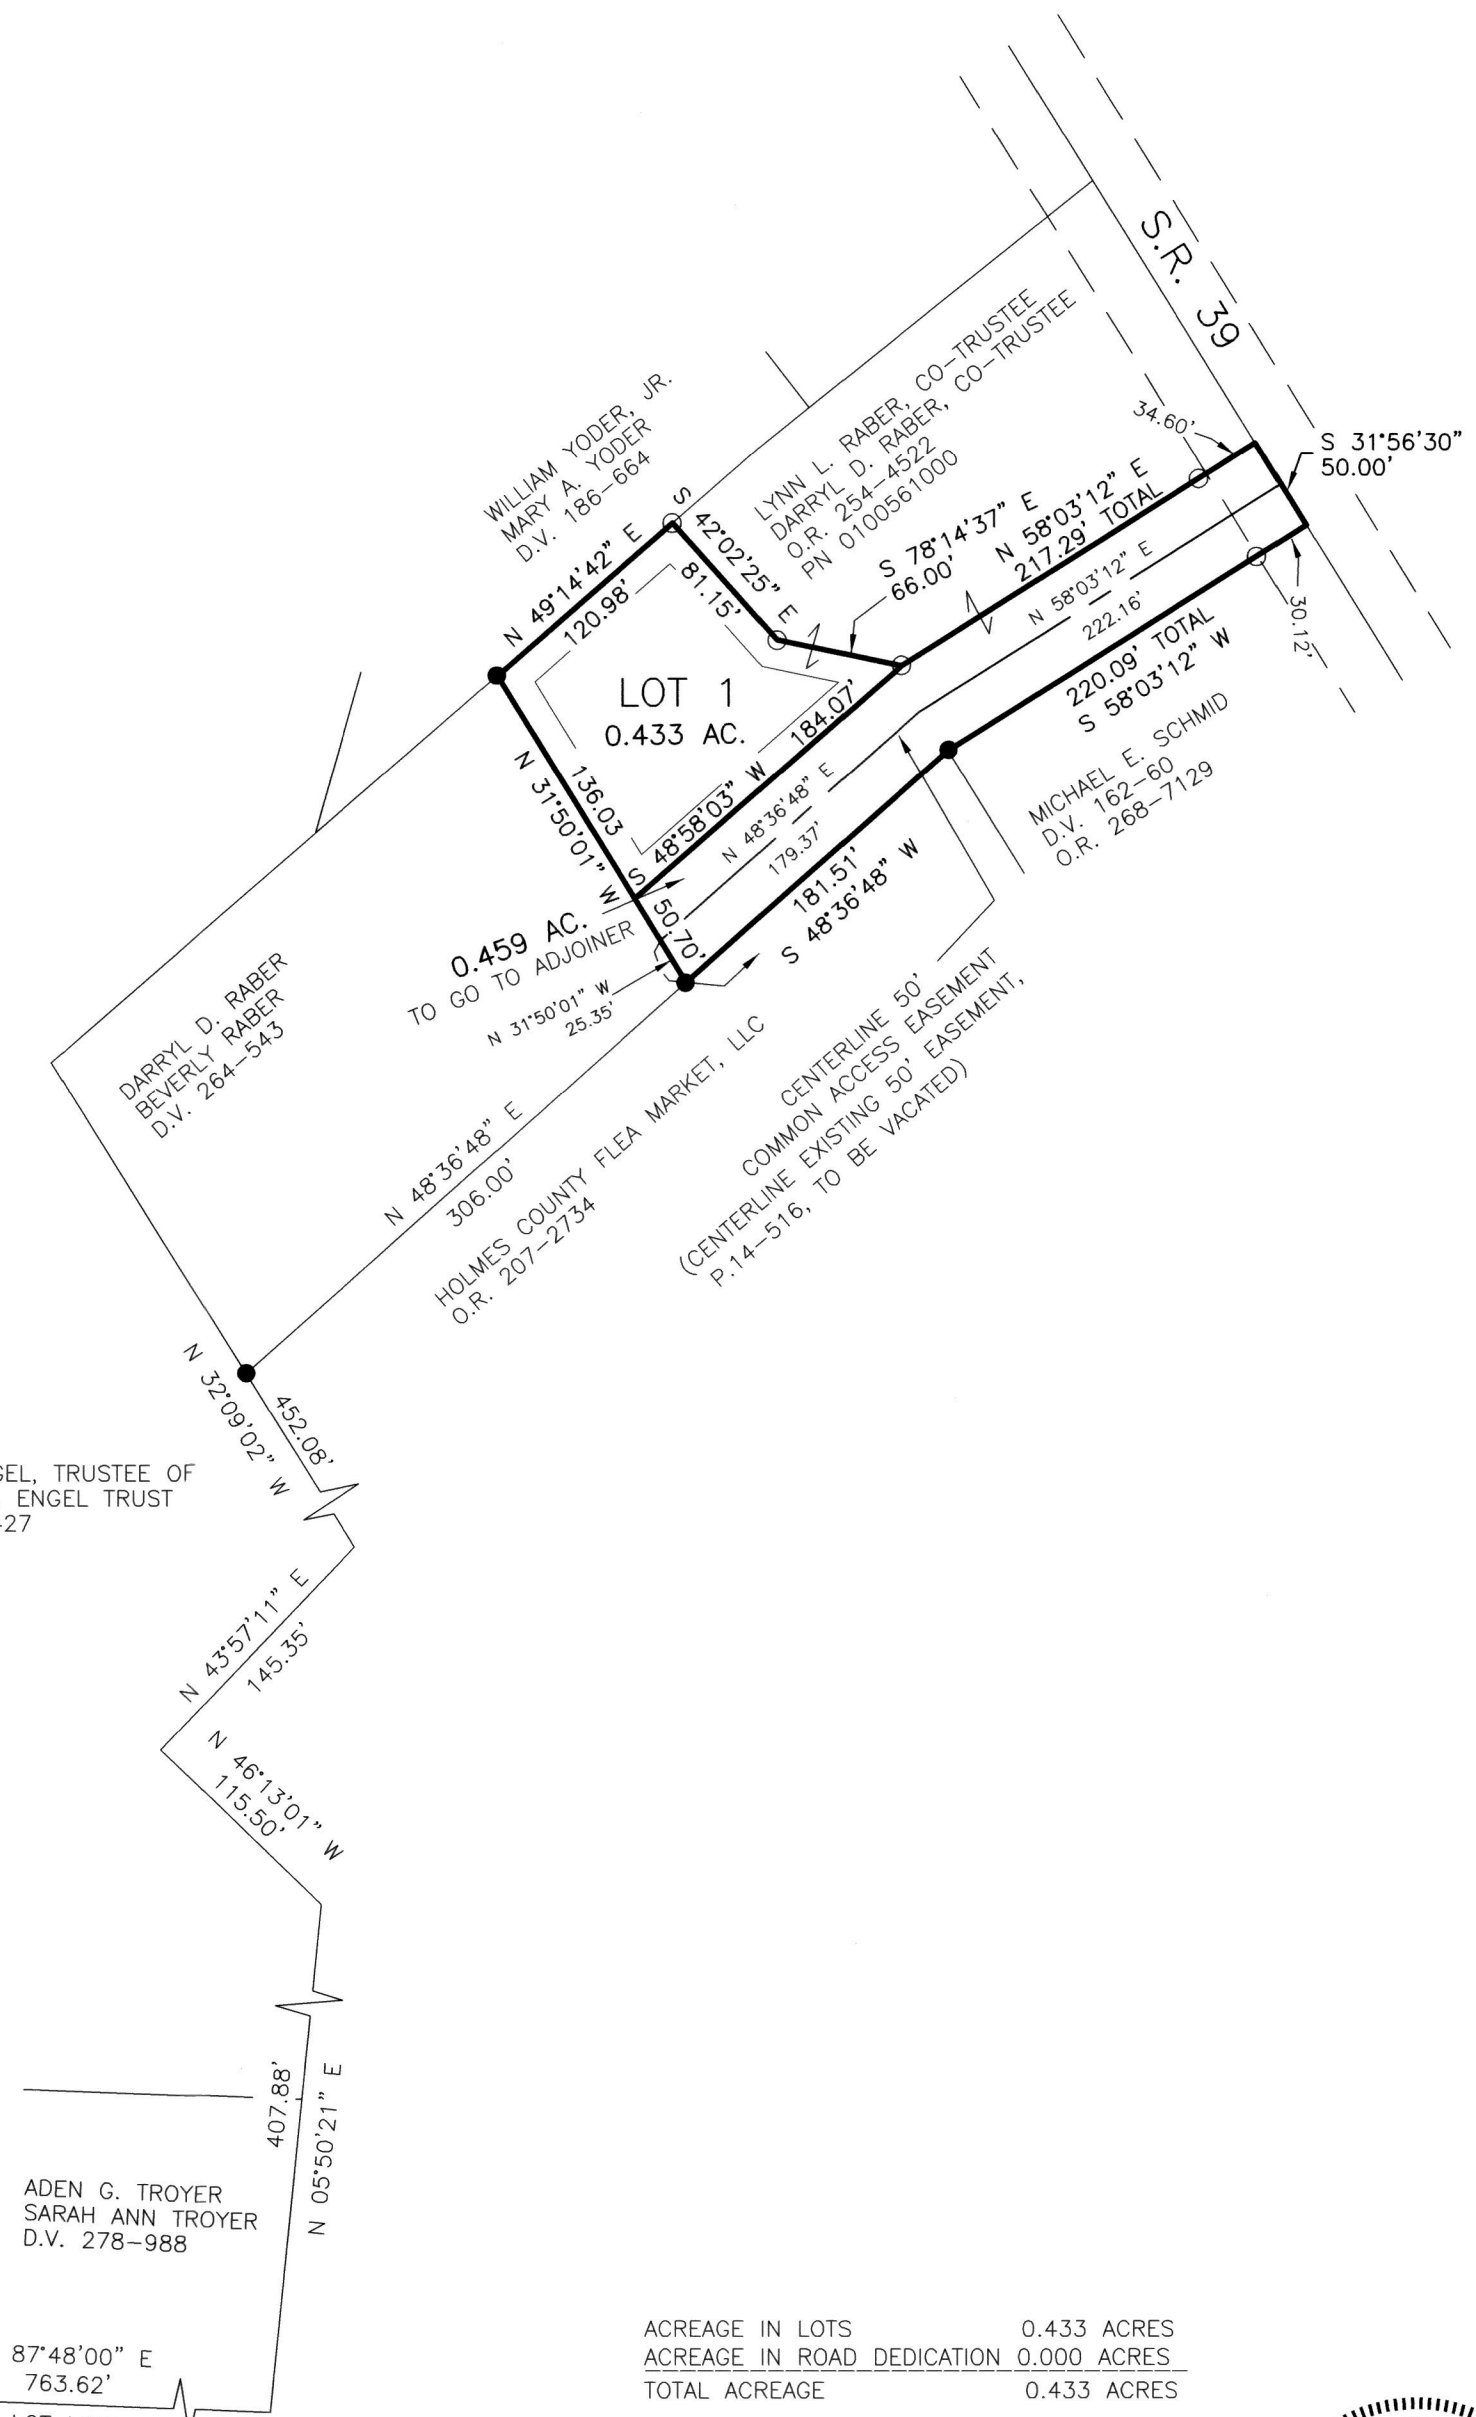 S.R. 39
34.60'
S 31°56'30"
50.00'
WILLIAM YODER, JR.
MARY A. YODER
D.V. 186-664
LYNN L. RABER, CO-TRUSTEE
DARRYL D. RABER, CO-TRUSTEE
O.R. 254-4522
PN 0100561000
N 49°14'42" E
120.98'
S 42°02'25" E
81.15'
S 78°14'37" E
66.00'
N 58°03'12" E
217.29' TOTAL
N 58°03'12" E
222.16'
30.12'
220.09' TOTAL
S 58°03'12" W
LOT 1
0.433 AC.
184.07'
S 48°58'03" W
136.03
N 31°50'01" W
N 48°36'48" E
179.37'
MICHAEL E. SCHMID
D.V. 162-60
O.R. 268-7129
50.70'
181.51'
S 48°36'48" W
0.459 AC.
TO GO TO ADJOINER
N 31°50'01" W
25.35'
DARRYL D. RABER
BEVERLY RABER
D.V. 264-543
CENTERLINE 50'
COMMON ACCESS EASEMENT
(CENTERLINE EXISTING 50' EASEMENT,
P.14-516, TO BE VACATED)
N 48°36'48" E
306.00'
HOLMES COUNTY FLEA MARKET, LLC
O.R. 207-2734
N 32°09'02" W
452.08'
GEL, TRUSTEE OF
ENGEL TRUST
-27
N 43°57'11" E
145.35'
N 46°13'01" W
115.50'
407.88'
N 05°50'21" E
ADEN G. TROYER
SARAH ANN TROYER
D.V. 278-988
87°48'00" E
763.62'
ACREAGE IN LOTS 0.433 ACRES
ACREAGE IN ROAD DEDICATION 0.000 ACRES
TOTAL ACREAGE 0.433 ACRES